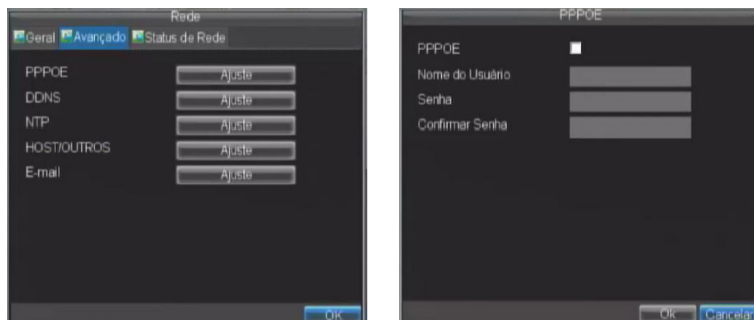 Rede
Geral Avançado Status de Rede
PPPOE Ajuste
DDNS Ajuste
NTP Ajuste
HOST/OUTROS Ajuste
E-mail Ajuste
OK
PPPOE
PPPOE
Nome do Usuário
Senha
Confirmar Senha
Ok Cancelar